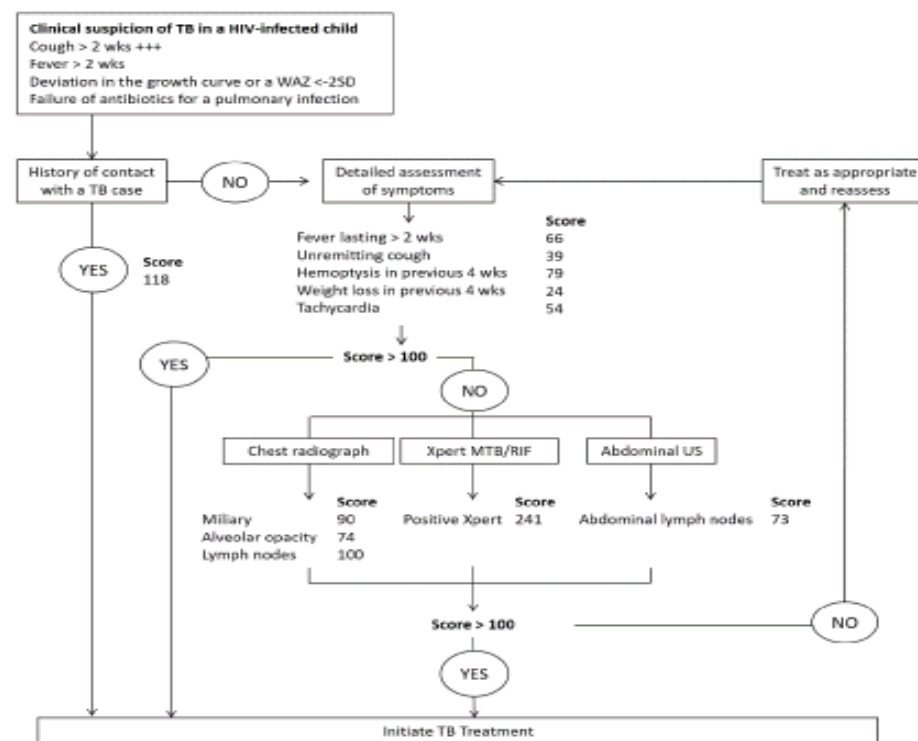 Clinical suspicion of TB in a HIV-infected child
Cough > 2 wks +++
Fever > 2 wks
Deviation in the growth curve or a WAZ <-2SD
Failure of antibiotics for a pulmonary infection
History of contact
with a TB case
NO
Detailed assessment
of symptoms
Treat as appropriate
and reassess
YES
Score
118
Score
Fever lasting > 2 wks 66
Unremitting cough 39
Hemoptysis in previous 4 wks 79
Weight loss in previous 4 wks 24
Tachycardia 54
YES
Score > 100
NO
Chest radiograph
Xpert MTB/RIF
Abdominal US
Score
Miliary 90
Alveolar opacity 74
Lymph nodes 100
Score
Positive Xpert 241
Score
Abdominal lymph nodes 73
Score > 100
NO
YES
Initiate TB Treatment